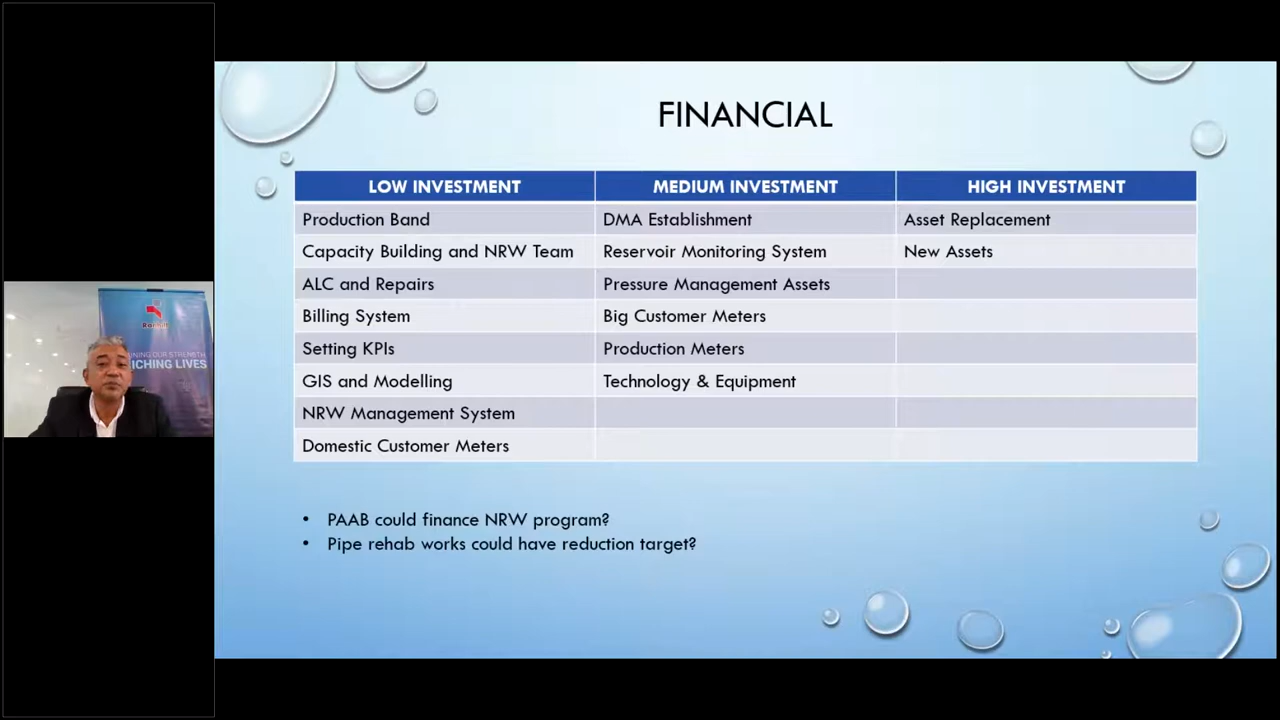 FINANCIAL
LOW INVESTMENT MEDIUM INVESTMENT HIGH INVESTMENT
Production Band DMA Establishment Asset Replacement
Capacity Building and NRW Team Reservoir Monitoring System New Assets
ALC and Repairs Pressure Management Assets
Billing System Big Customer Meters
Setting KPIs Production Meters
GIS and Modelling Technology & Equipment
NRW Management System
Domestic Customer Meters
• PAAB could finance NRW program?
• Pipe rehab works could have reduction target?
OUR STRENGTH
LIVES